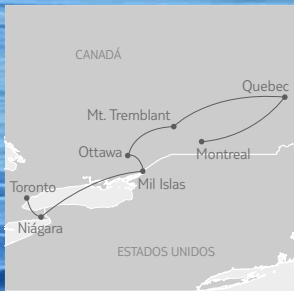 CANADÁ
Quebec
Mt. Tremblant
Ottawa
Montreal
Mil Islas
Toronto
Niágara
ESTADOS UNIDOS